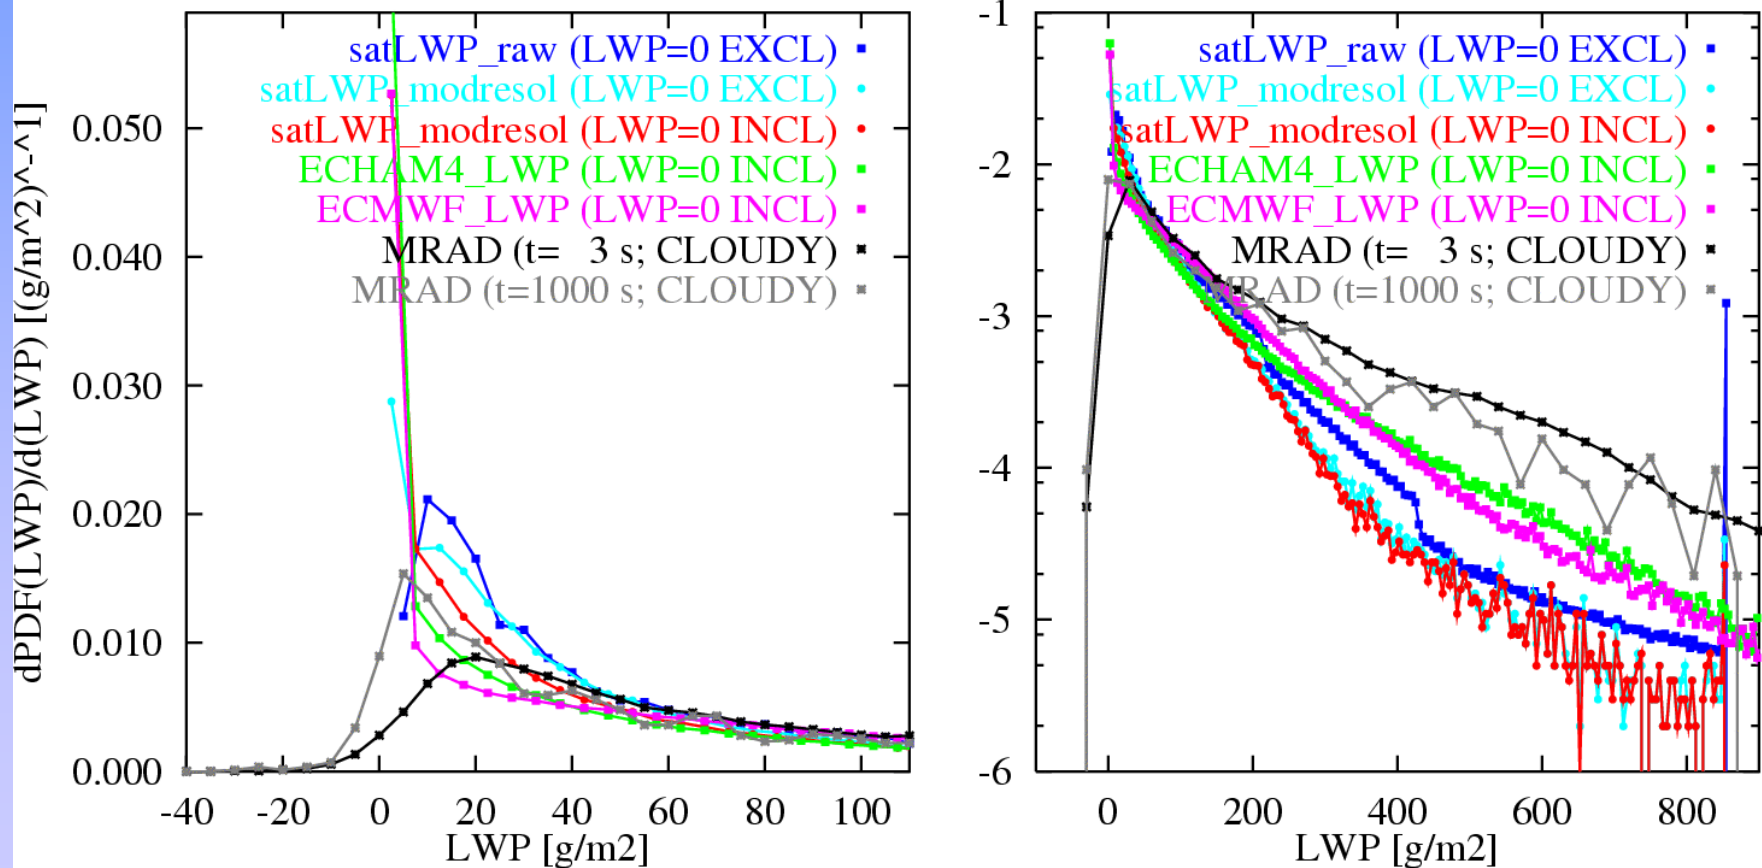 dPDF(LWP)/d(LWP) [(g/m^2)^-^1]
0.050
0.040
0.030
0.020
0.010
0.000
satLWP_raw (LWP=0 EXCL)
satLWP_modresol (LWP=0 EXCL)
satLWP_modresol (LWP=0 INCL)
ECHAM4_LWP (LWP=0 INCL)
ECMWF_LWP (LWP=0 INCL)
MRAD (t= 3 s; CLOUDY)
MRAD (t=1000 s; CLOUDY)
-40 -20 0 20 40 60 80 100
LWP [g/m2]
-1
-2
-3
-4
-5
-6
satLWP_raw (LWP=0 EXCL)
satLWP_modresol (LWP=0 EXCL)
satLWP_modresol (LWP=0 INCL)
ECHAM4_LWP (LWP=0 INCL)
ECMWF_LWP (LWP=0 INCL)
MRAD (t= 3 s; CLOUDY)
MRAD (t=1000 s; CLOUDY)
0 200 400 600 800
LWP [g/m2]